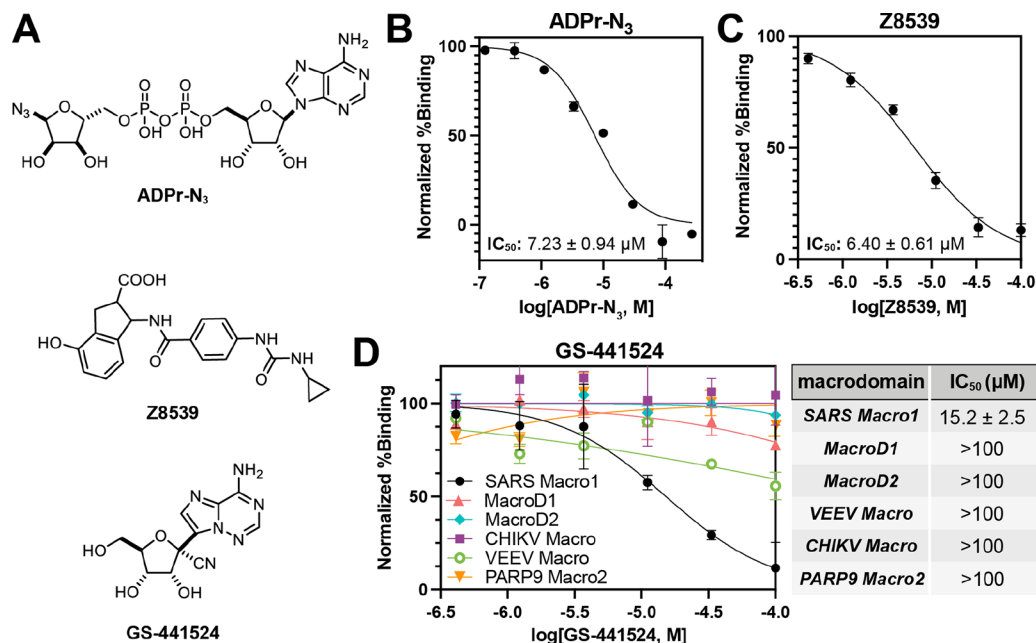 A
NH₂
N
N
N
N
O
O
N₃
O
O
P
O
P
O
O
OH
OH
HO
OH
OH
OH
ADPr-N₃
COOH
H
N
HO
O
H
N
H
N
O
Z8539
NH₂
N
N
N
HO
O
N
CN
OH
OH
GS-441524
B
ADPr-N₃
Normalized %Binding
100
50
0
IC₅₀: 7.23 ± 0.94 µM
-7 -6 -5 -4
log[ADPr-N₃, M]
C
Z8539
Normalized %Binding
100
50
0
IC₅₀: 6.40 ± 0.61 µM
-6.5 -6.0 -5.5 -5.0 -4.5 -4.0
log[Z8539, M]
D
GS-441524
Normalized %Binding
100
50
0
SARS Macro1
MacroD1
MacroD2
CHIKV Macro
VEEV Macro
PARP9 Macro2
-6.5 -6.0 -5.5 -5.0 -4.5 -4.0
log[GS-441524, M]
macrodomain IC₅₀ (µM)
SARS Macro1 15.2 ± 2.5
MacroD1 >100
MacroD2 >100
VEEV Macro >100
CHIKV Macro >100
PARP9 Macro2 >100